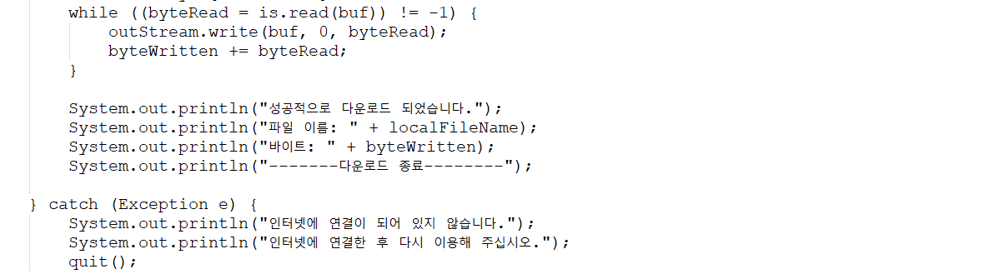 while ((byteRead = is.read(buf)) != -1) {
outStream.write(buf, 0, byteRead);
byteWritten += byteRead;
}
System.out.println("성공적으로 다운로드 되었습니다.");
System.out.println("파일 이름: " + localFileName);
System.out.println("바이트: " + byteWritten);
System.out.println("-------다운로드 종료--------");
} catch (Exception e) {
System.out.println("인터넷에 연결이 되어 있지 않습니다.");
System.out.println("인터넷에 연결한 후 다시 이용해 주십시오.");
quit();